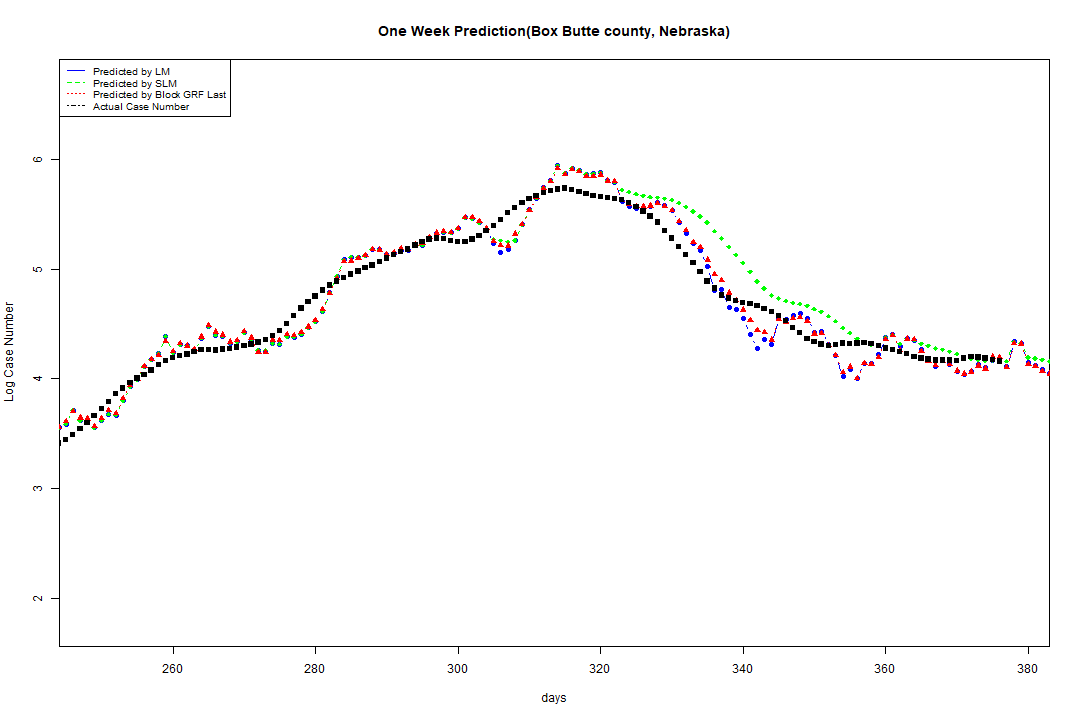 One Week Prediction(Box Butte county, Nebraska)
Predicted by LM
Predicted by SLM
Predicted by Block GRF Last
Actual Case Number
6
5
4
3
2
Log Case Number
260 280 300 320 340 360 380
days